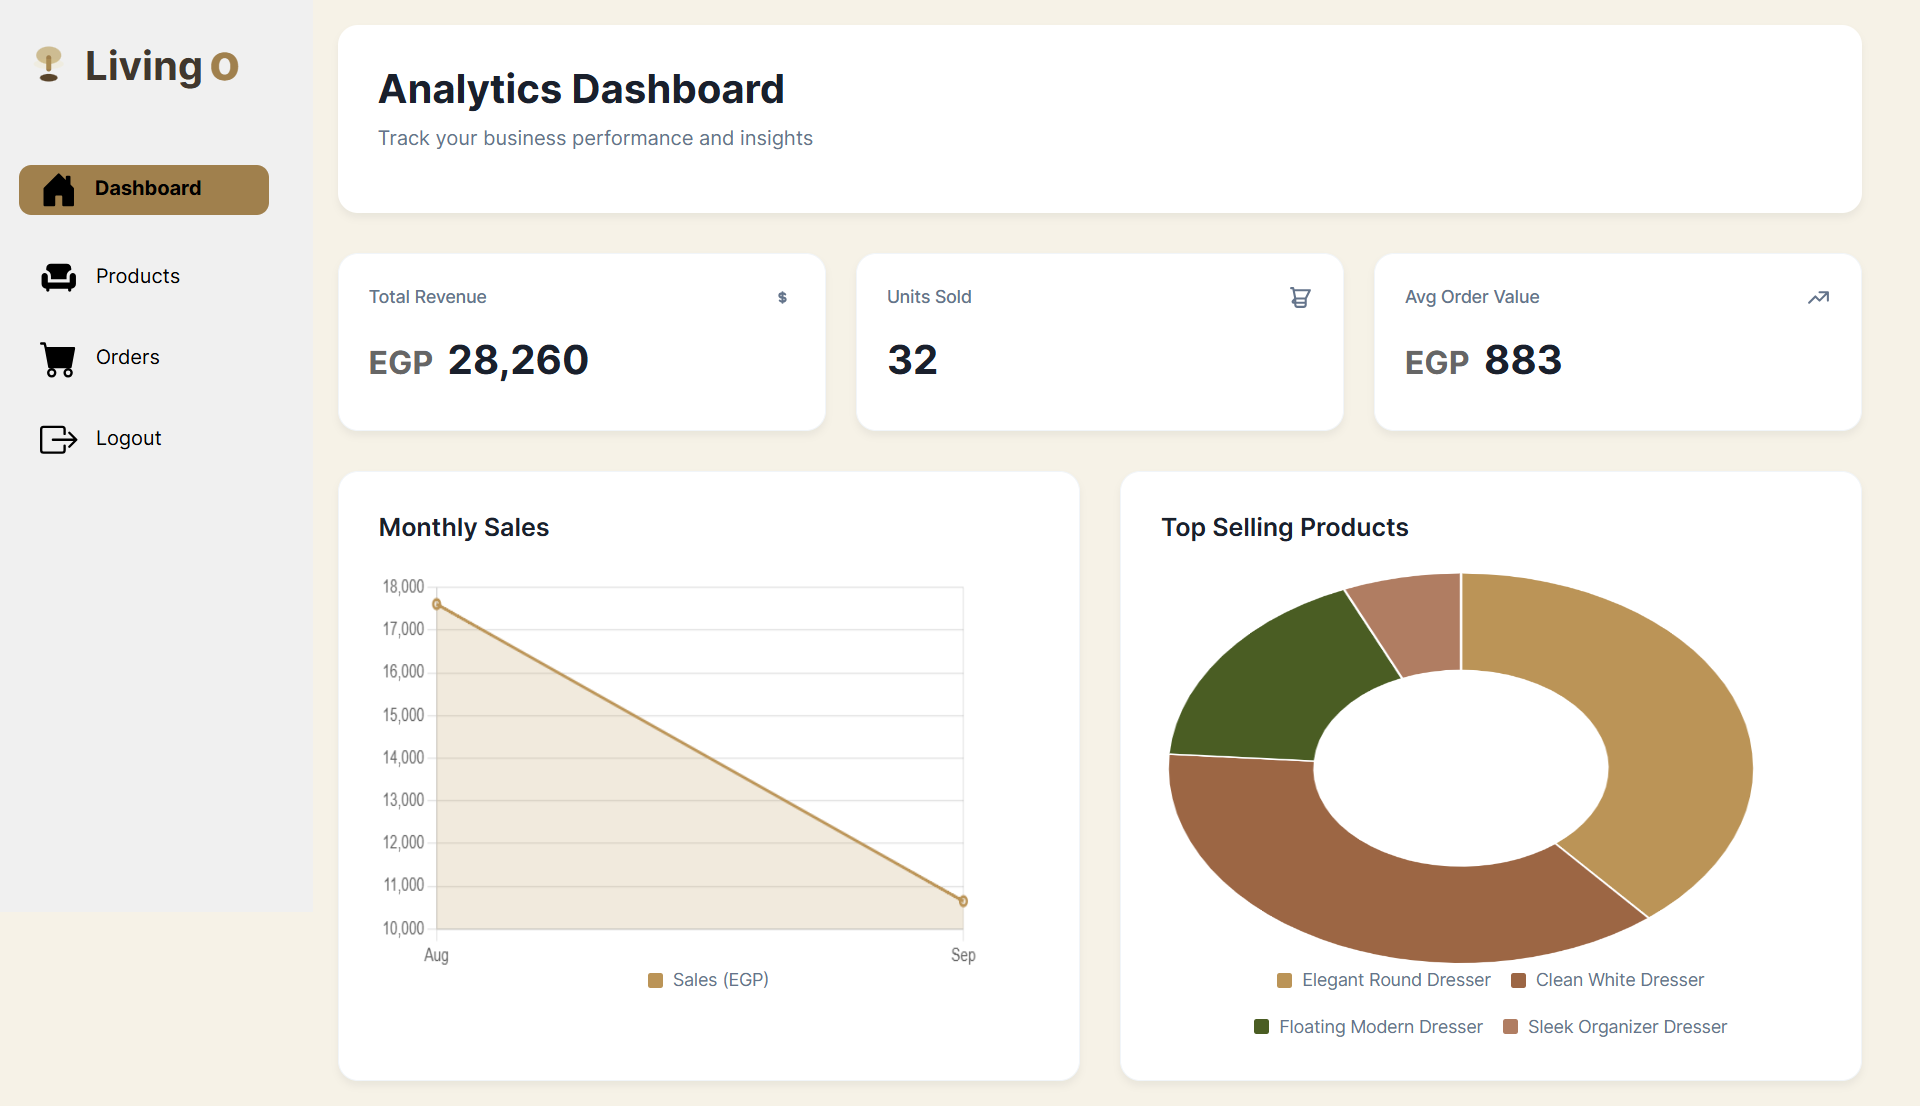 Living O
Dashboard
Products
Orders
Logout
Analytics Dashboard
Track your business performance and insights
Total Revenue
$
EGP 28,260
Units Sold
32
Avg Order Value
EGP 883
Monthly Sales
18,000
17,000
16,000
15,000
14,000
13,000
12,000
11,000
10,000
Aug Sep
Sales (EGP)
Top Selling Products
Elegant Round Dresser Clean White Dresser
Floating Modern Dresser Sleek Organizer Dresser